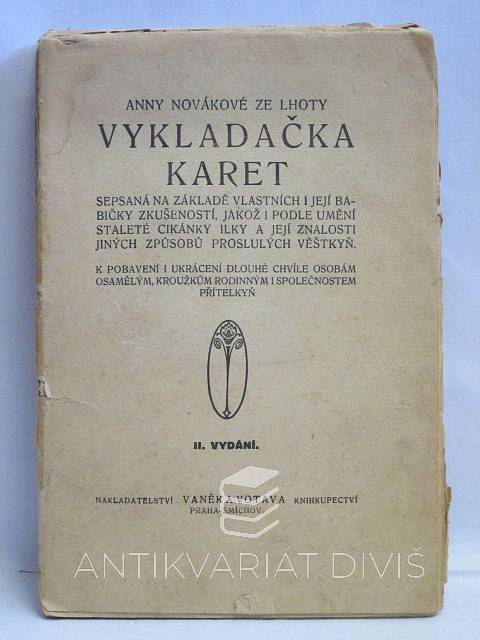 ANNY NOVÁKOVÉ ZE LHOTY
VYKLADAČKA
KARET
SEPSANÁ NA ZÁKLADĚ VLASTNÍCH I JEJÍ BA-
BIČKY ZKUŠENOSTÍ, JAKOŽ I PODLE UMĚNÍ
STALETÉ CIKÁNKY ILKY A JEJÍ ZNALOSTI
JINÝCH ZPŮSOBŮ PROSLULÝCH VĚŠTKYŇ.
K POBAVENÍ I UKRÁCENÍ DLOUHÉ CHVÍLE OSOBÁM
OSAMĚLÝM, KROUŽKŮM RODINNÝM I SPOLEČNOSTEM
PŘÍTELKYŇ
II. VYDÁNÍ.
NAKLADATELSTVÍ VANĚK A VOTAVA KNIHKUPECTVÍ
PRAHA-SMÍCHOV.
ANTIKVARIÁT DIVIŠ